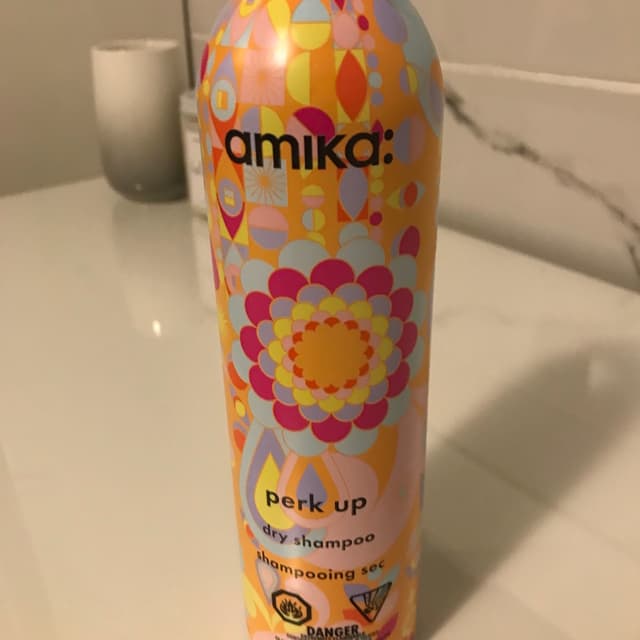 amika:
perk up
dry shampoo
shampooing sec
DANGER